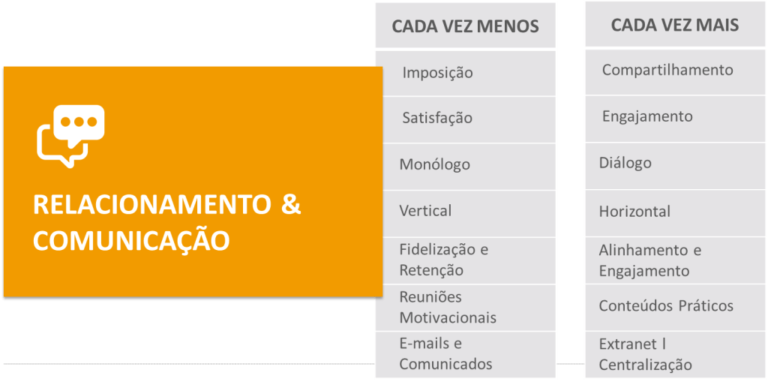 CADA VEZ MENOS
CADA VEZ MAIS
RELACIONAMENTO &
COMUNICAÇÃO
Imposição
Compartilhamento
Satisfação
Engajamento
Monólogo
Diálogo
Vertical
Horizontal
Fidelização e
Retenção
Alinhamento e
Engajamento
Reuniões
Motivacionais
Conteúdos Práticos
E-mails e
Comunicados
Extranet l
Centralização